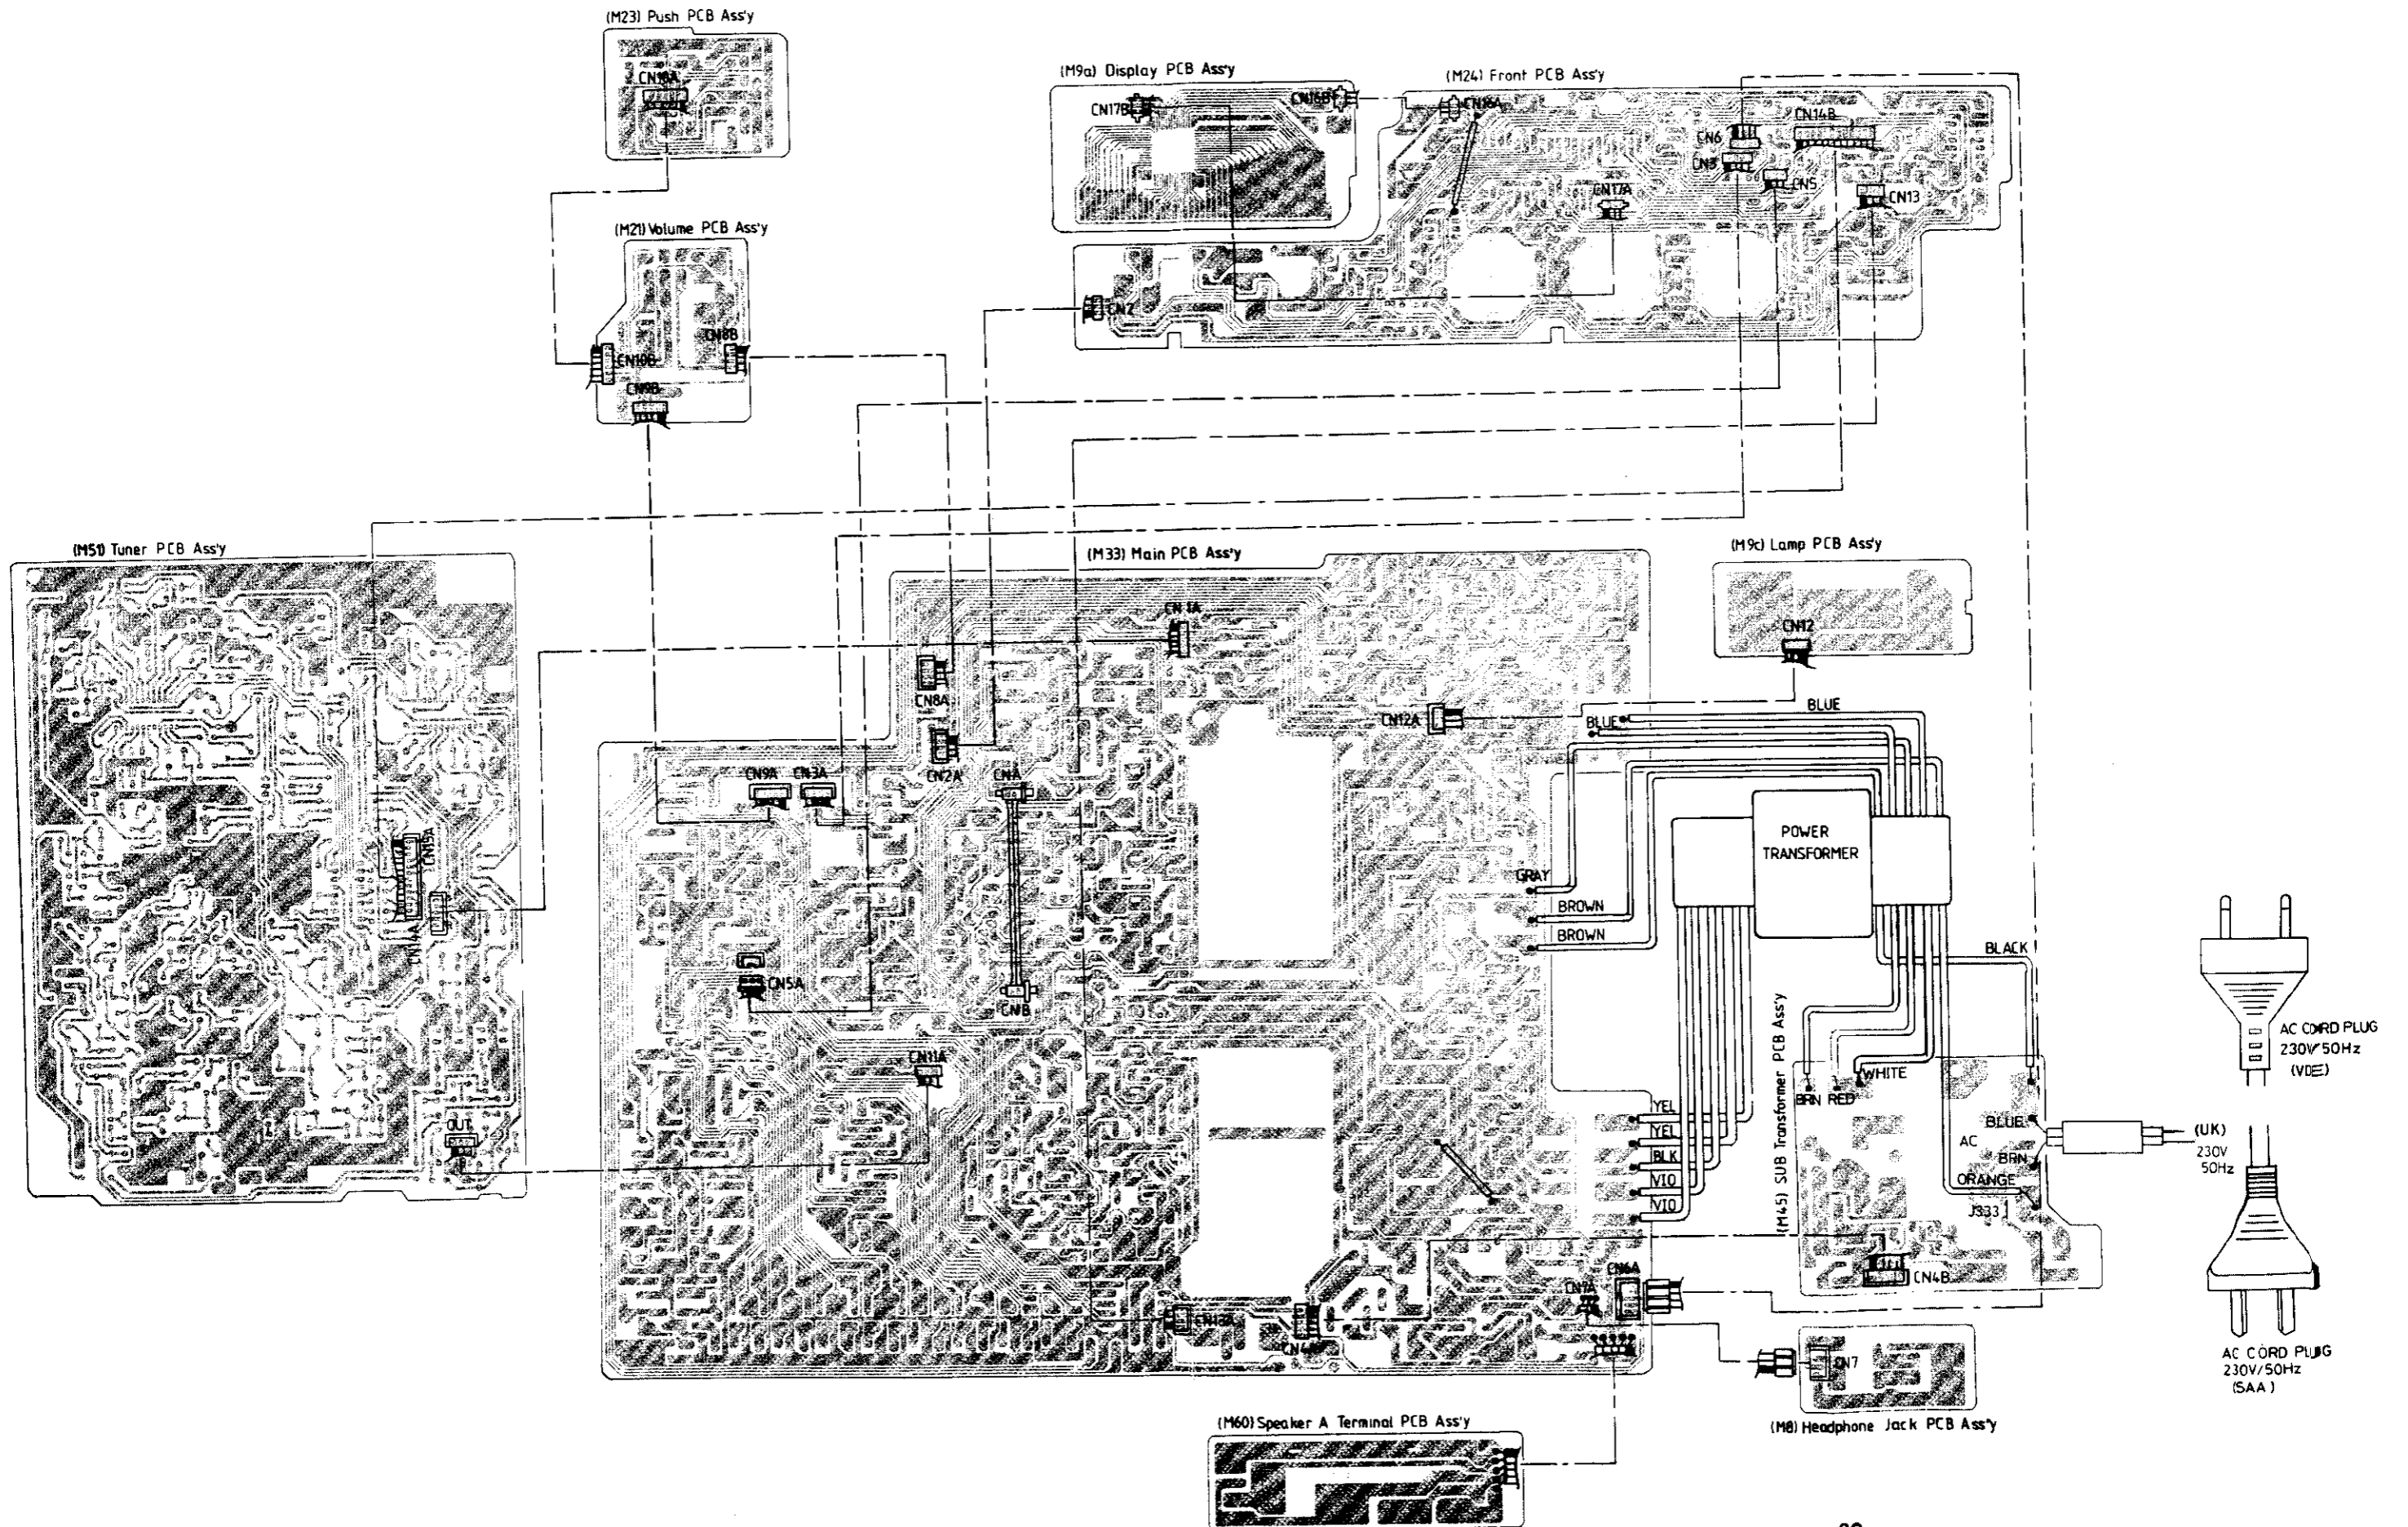 (M23) Push PCB Ass'y
CN10A
(M9a) Display PCB Ass'y
(M24) Front PCB Ass'y
CN17B
CN16B
CN16A
CN6
CN14B
CN3
CN5
CN17A
CN13
CN2
(M21) Volume PCB Ass'y
CN8B
CN10B
CN9B
(M51) Tuner PCB Ass'y
(M33) Main PCB Ass'y
(M9c) Lamp PCB Ass'y
CN1A
CN12
CN8A
CN12A
BLUE
BLUE
CN2A
CN9A
CN3A
POWER
TRANSFORMER
CN15A
CN14A
GRAY
BROWN
BROWN
BLACK
CN5A
(M45) SUB Transformer PCB Ass'y
AC CORD PLUG
230V 50Hz
(VDE)
CN11A
WHITE
BRN RED
YEL
YEL
BLK
VIO
VIO
OUT
BLUE
AC
BRN
ORANGE
J333
(UK)
230V
50Hz
CN7A
CN6A
CN4B
CN13A
CN7
AC CORD PLUG
230V/50Hz
(SAA)
(M60) Speaker A Terminal PCB Ass'y
(M8) Headphone Jack PCB Ass'y